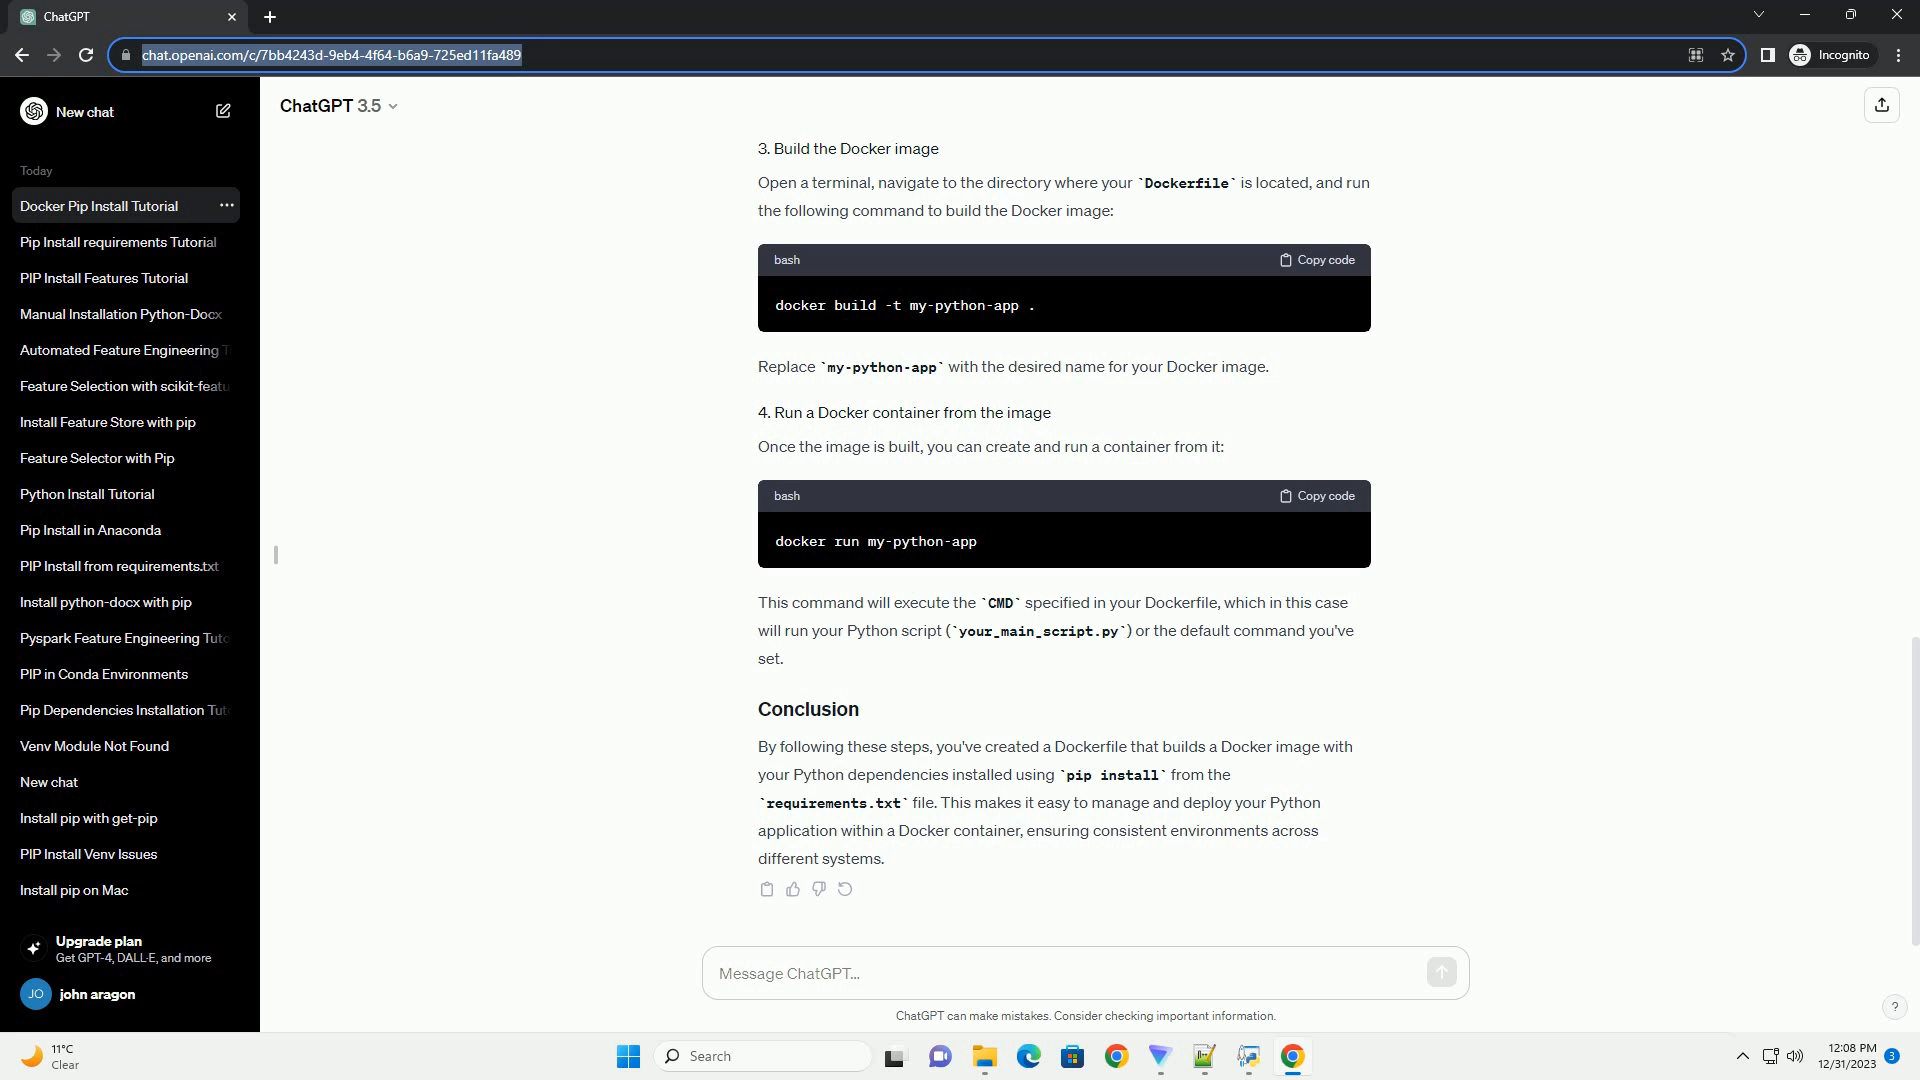 ChatGPT
chat.openai.com/c/7bb4243d-9eb4-4f64-b6a9-725ed11fa489
Incognito
New chat
ChatGPT 3.5
Today
Docker Pip Install Tutorial
Pip Install requirements Tutorial
PIP Install Features Tutorial
Manual Installation Python-Docx
Automated Feature Engineering T
Feature Selection with scikit-featu
Install Feature Store with pip
Feature Selector with Pip
Python Install Tutorial
Pip Install in Anaconda
PIP Install from requirements.txt
Install python-docx with pip
Pyspark Feature Engineering Tuto
PIP in Conda Environments
Pip Dependencies Installation Tuto
Venv Module Not Found
New chat
Install pip with get-pip
PIP Install Venv Issues
Install pip on Mac
Upgrade plan
Get GPT-4, DALL·E, and more
JO john aragon
3. Build the Docker image
Open a terminal, navigate to the directory where your `Dockerfile` is located, and run
the following command to build the Docker image:
bash Copy code
docker build -t my-python-app .
Replace `my-python-app` with the desired name for your Docker image.
4. Run a Docker container from the image
Once the image is built, you can create and run a container from it:
bash Copy code
docker run my-python-app
This command will execute the `CMD` specified in your Dockerfile, which in this case
will run your Python script (`your_main_script.py`) or the default command you've
set.
Conclusion
By following these steps, you've created a Dockerfile that builds a Docker image with
your Python dependencies installed using `pip install` from the
`requirements.txt` file. This makes it easy to manage and deploy your Python
application within a Docker container, ensuring consistent environments across
different systems.
Message ChatGPT...
ChatGPT can make mistakes. Consider checking important information.
?
11°C
Clear
Search
12:08 PM
12/31/2023
3